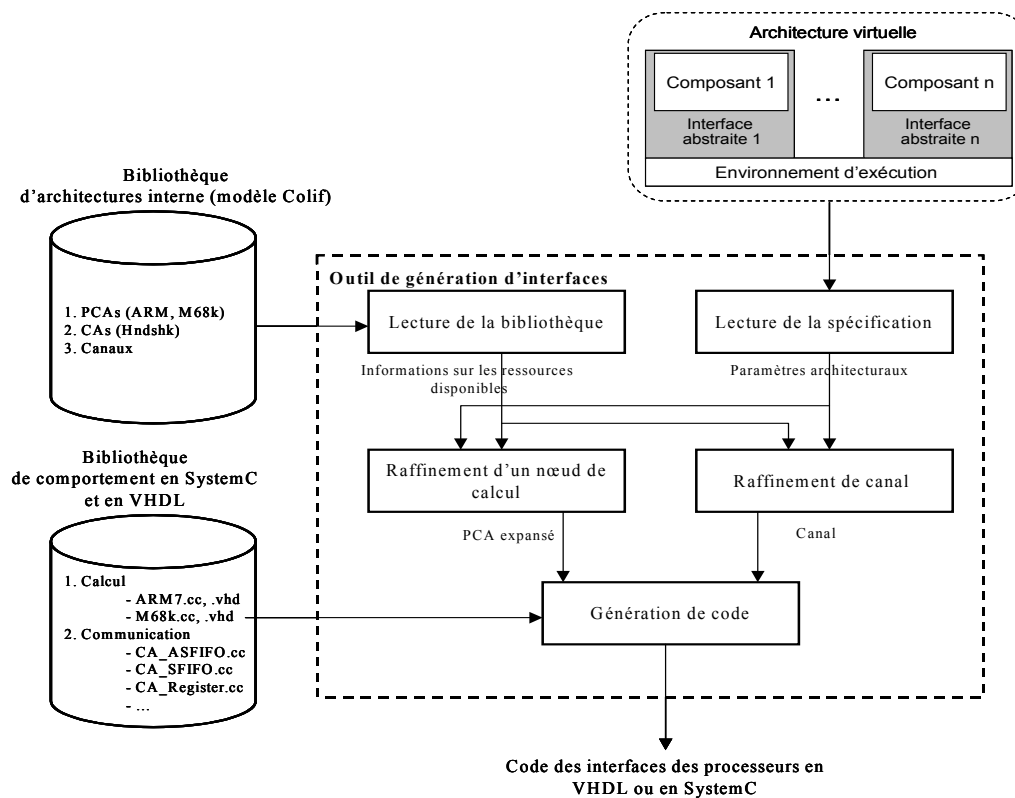 Architecture virtuelle
Composant 1
...
Composant n
Interface
abstraite 1
Interface
abstraite n
Environnement d'exécution
Bibliothèque
d'architectures interne (modèle Colif)
1. PCAs (ARM, M68k)
2. CAs (Hndshk)
3. Canaux
Outil de génération d'interfaces
Lecture de la bibliothèque
Lecture de la spécification
Informations sur les ressources
disponibles
Paramètres architecturaux
Bibliothèque
de comportement en SystemC
et en VHDL
Raffinement d'un nœud de
calcul
Raffinement de canal
PCA expansé
Canal
1. Calcul
- ARM7.cc, .vhd
- M68k.cc, .vhd
2. Communication
- CA_ASFIFO.cc
- CA_SFIFO.cc
- CA_Register.cc
- ...
Génération de code
Code des interfaces des processeurs en
VHDL ou en SystemC